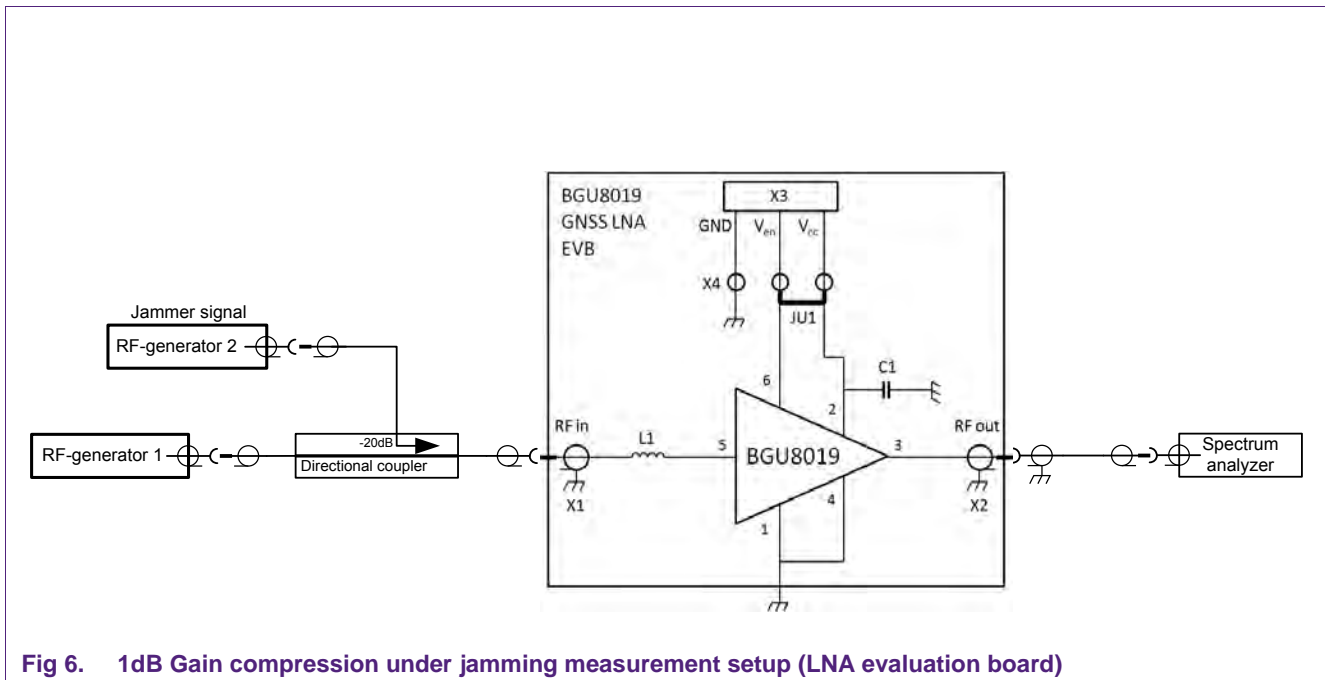 BGU8019
GNSS LNA
EVB
X3
GND
Ven
Vcc
X4
JU1
C1
Jammer signal
RF-generator 2
6
2
-20dB
RF in
L1
5
BGU8019
3
RF out
RF-generator 1
Directional coupler
Spectrum
analyzer
X1
4
X2
1
Fig 6. 1dB Gain compression under jamming measurement setup (LNA evaluation board)